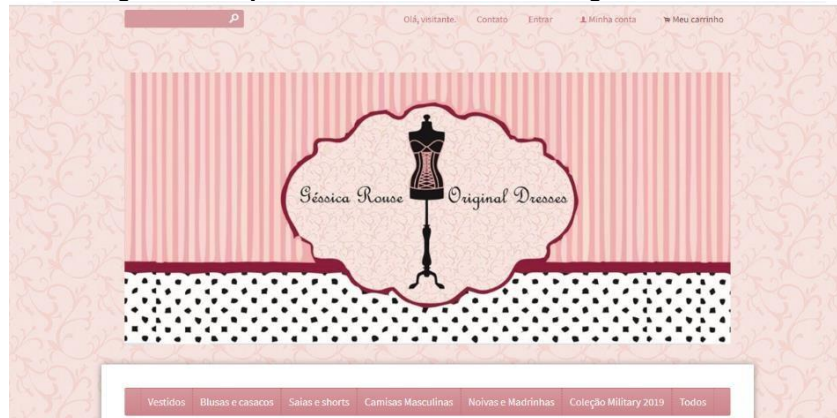 Olá, visitante. Contato Entrar Minha conta Meu carrinho
Géssica Rouse Original Dresses
Vestidos Blusas e casacos Saias e shorts Camisas Masculinas Noivas e Madrinhas Coleção Military 2019 Todos